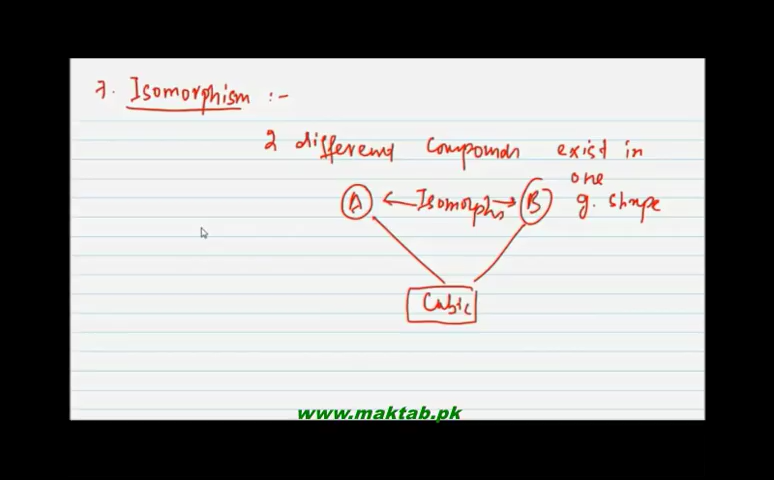 7. Isomorphism :-
2 different compounds exist in
one
A Isomorphs B g. shape
Cubic
www.maktab.pk